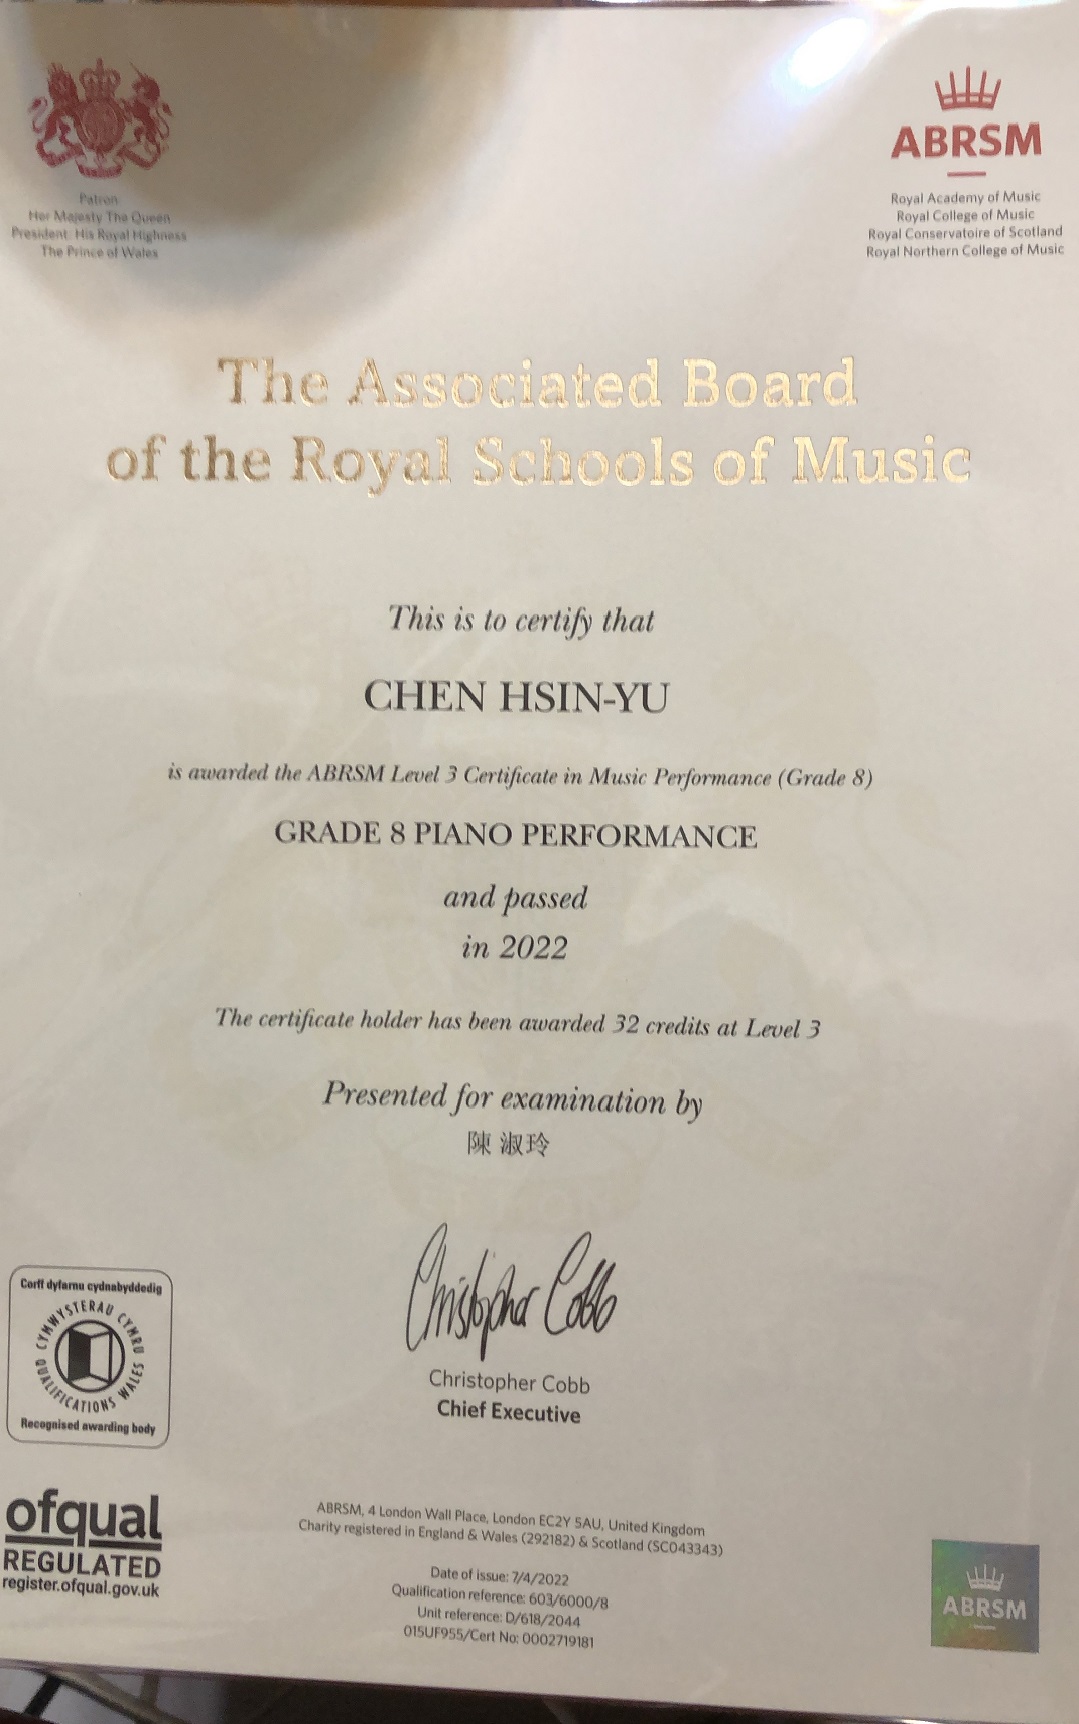 Patron
Her Majesty The Queen
President: His Royal Highness
The Prince of Wales
ABRSM
Royal Academy of Music
Royal College of Music
Royal Conservatoire of Scotland
Royal Northern College of Music
The Associated Board
of the Royal Schools of Music
This is to certify that
CHEN HSIN-YU
is awarded the ABRSM Level 3 Certificate in Music Performance (Grade 8)
GRADE 8 PIANO PERFORMANCE
and passed
in 2022
The certificate holder has been awarded 32 credits at Level 3
Presented for examination by
陳 淑玲
Christopher Cobb
Christopher Cobb
Chief Executive
Corff dyfarnu cydnabyddedig
CYMWYSTERAU CYMRU
QUALIFICATIONS WALES
Recognised awarding body
ofqual
REGULATED
register.ofqual.gov.uk
ABRSM, 4 London Wall Place, London EC2Y 5AU, United Kingdom
Charity registered in England & Wales (292182) & Scotland (SC043343)
Date of issue: 7/4/2022
Qualification reference: 603/6000/8
Unit reference: D/618/2044
015UF955/Cert No: 0002719181
ABRSM